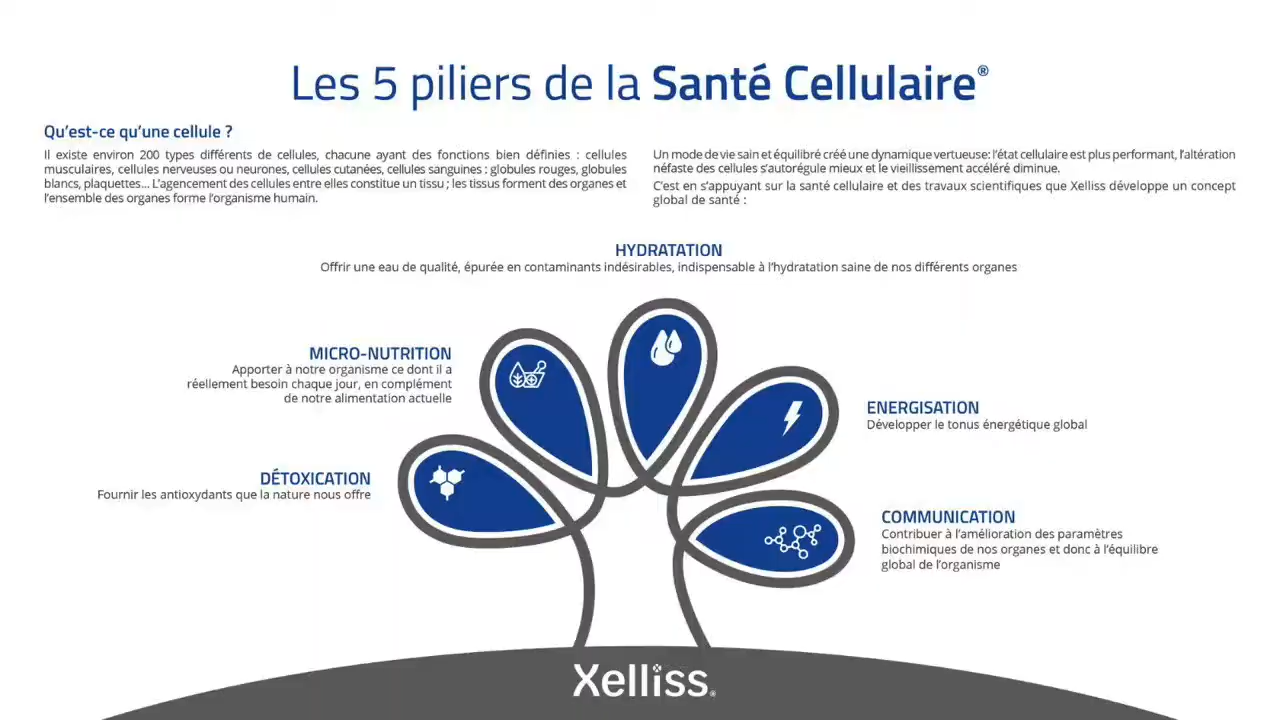 Les 5 piliers de la Santé Cellulaire®
Qu'est-ce qu'une cellule ?
Il existe environ 200 types différents de cellules, chacune ayant des fonctions bien définies : cellules
musculaires, cellules nerveuses ou neurones, cellules cutanées, cellules sanguines : globules rouges, globules
blancs, plaquettes... L'agencement des cellules entre elles constitue un tissu ; les tissus forment des organes et
l'ensemble des organes forme l'organisme humain.
Un mode de vie sain et équilibré créé une dynamique vertueuse: l'état cellulaire est plus performant, l'altération
néfaste des cellules s'autorégule mieux et le vieillissement accéléré diminue.
C'est en s'appuyant sur la santé cellulaire et des travaux scientifiques que Xelliss développe un concept
global de santé :
HYDRATATION
Offrir une eau de qualité, épurée en contaminants indésirables, indispensable à l'hydratation saine de nos différents organes
MICRO-NUTRITION
Apporter à notre organisme ce dont il a
réellement besoin chaque jour, en complément
de notre alimentation actuelle
ENERGISATION
Développer le tonus énergétique global
DÉTOXICATION
Fournir les antioxydants que la nature nous offre
COMMUNICATION
Contribuer à l'amélioration des paramètres
biochimiques de nos organes et donc à l'équilibre
global de l'organisme
Xelliss®